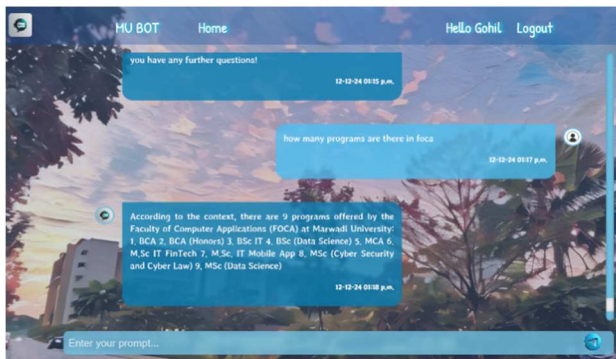 MU BOT Home Hello Gohil Logout
you have any further questions!
12-12-24 01:15 p.m.
how many programs are there in foca
12-12-24 01:17 p.m.
According to the context, there are 9 programs offered by the
Faculty of Computer Applications (FOCA) at Marwadi University:
1, BCA 2, BCA (Honors) 3, BSc IT 4, BSc (Data Science) 5, MCA 6,
M,Sc IT FinTech 7, M,Sc, IT Mobile App 8, MSc (Cyber Security
and Cyber Law) 9, MSc (Data Science)
12-12-24 01:18 p.m.
Enter your prompt...